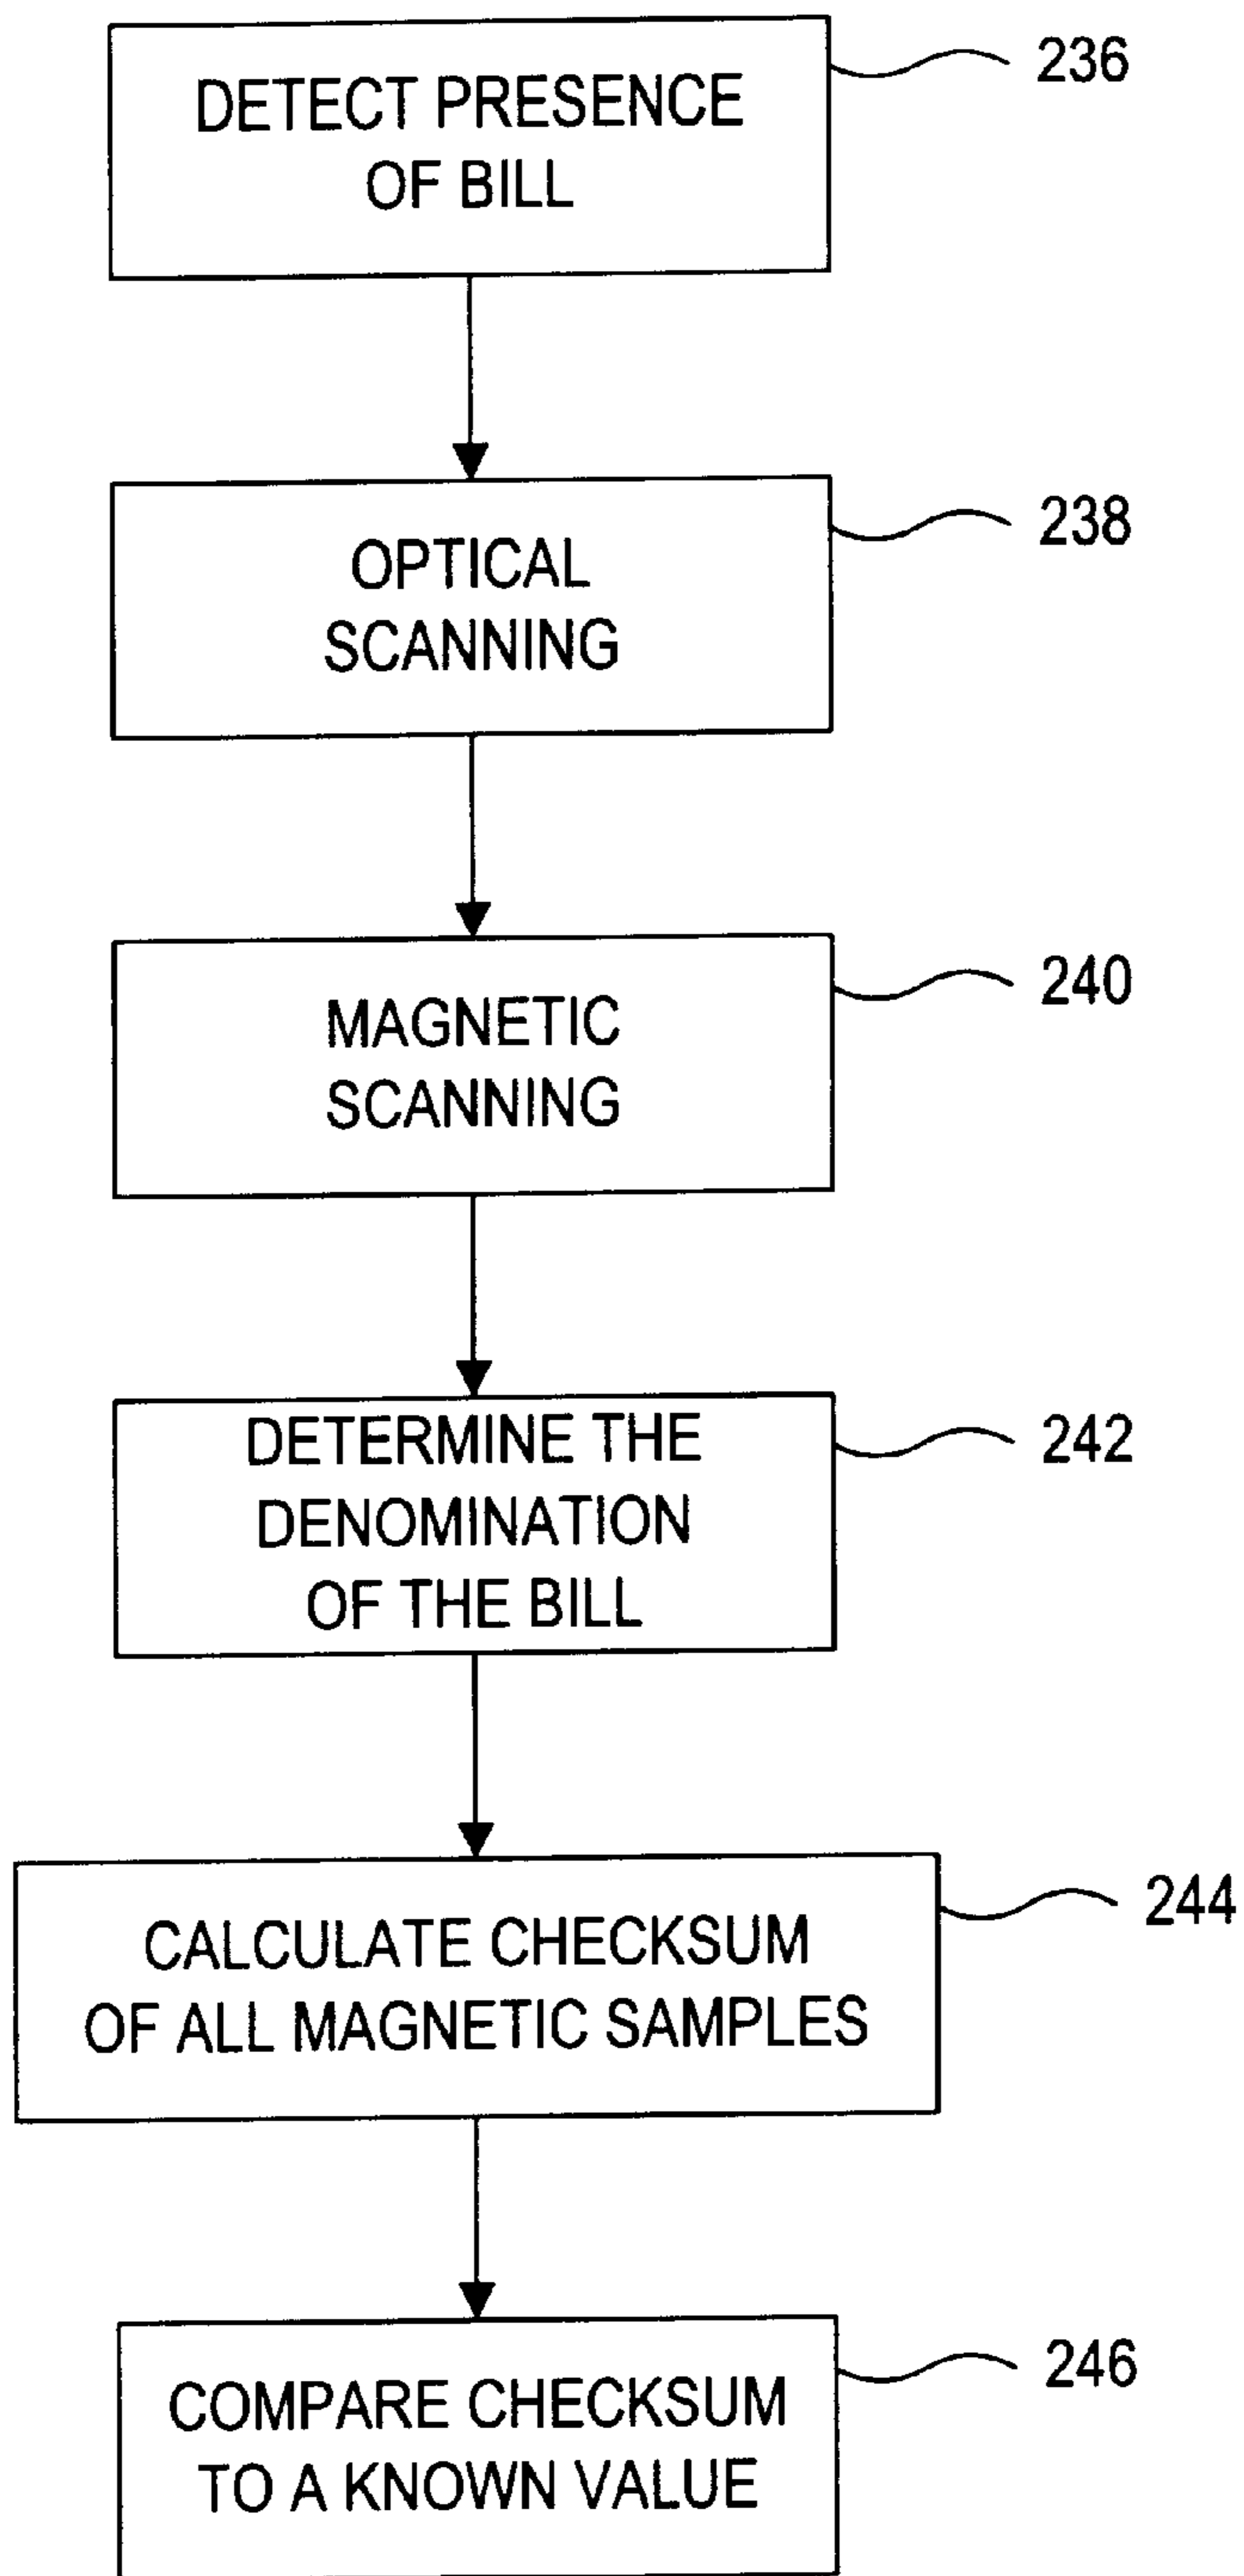 DETECT PRESENCE
OF BILL
236
OPTICAL
SCANNING
238
MAGNETIC
SCANNING
240
DETERMINE THE
DENOMINATION
OF THE BILL
242
CALCULATE CHECKSUM
OF ALL MAGNETIC SAMPLES
244
COMPARE CHECKSUM
TO A KNOWN VALUE
246